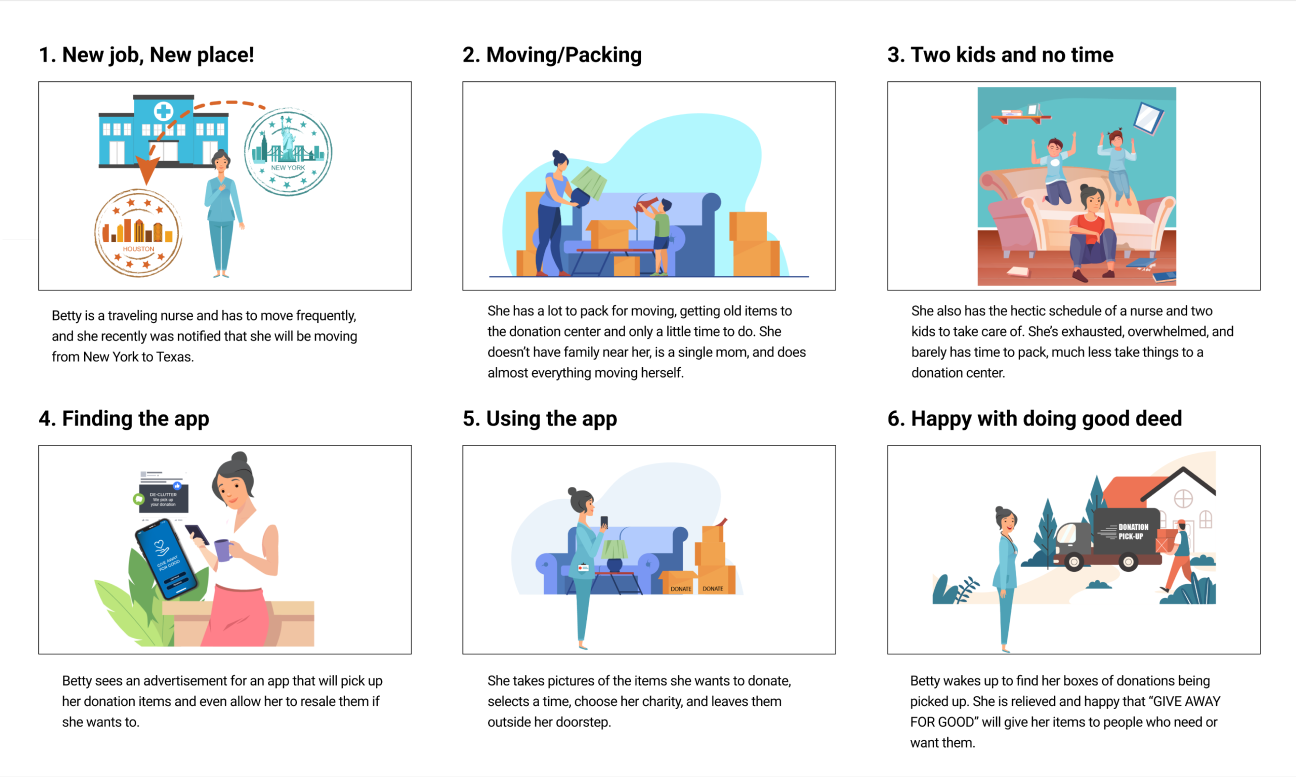 1. New job, New place!
NEW YORK
HOUSTON
Betty is a traveling nurse and has to move frequently,
and she recently was notified that she will be moving
from New York to Texas.
2. Moving/Packing
She has a lot to pack for moving, getting old items to
the donation center and only a little time to do. She
doesn't have family near her, is a single mom, and does
almost everything moving herself.
3. Two kids and no time
She also has the hectic schedule of a nurse and two
kids to take care of. She's exhausted, overwhelmed, and
barely has time to pack, much less take things to a
donation center.
4. Finding the app
DE-CLUTTER
We pick up
your donation
GIVE AWAY
FOR GOOD
Betty sees an advertisement for an app that will pick up
her donation items and even allow her to resale them if
she wants to.
5. Using the app
DONATE
DONATE
She takes pictures of the items she wants to donate,
selects a time, choose her charity, and leaves them
outside her doorstep.
6. Happy with doing good deed
DONATION
PICK-UP
Betty wakes up to find her boxes of donations being
picked up. She is relieved and happy that “GIVE AWAY
FOR GOOD” will give her items to people who need or
want them.